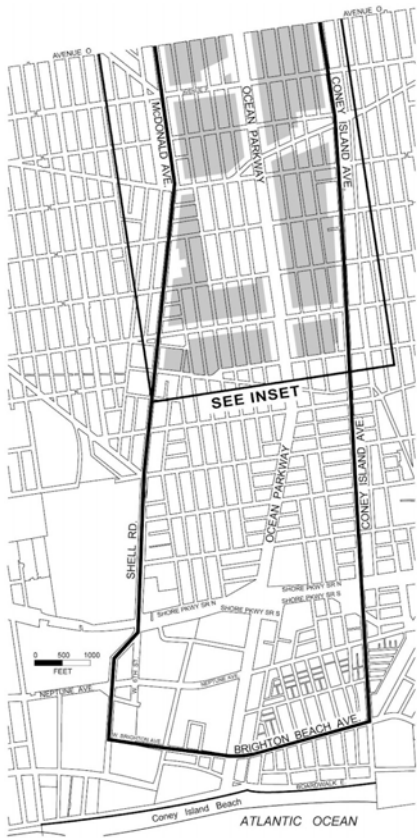 AVENUE O
AVENUE O
MCDONALD AVE.
OCEAN PARKWAY
CONEY ISLAND AVE.
SEE INSET
OCEAN PARKWAY
CONEY ISLAND AVE.
SHELL RD.
SHORE PKWY SR N
SHORE PKWY SR N
SHORE PKWY SR S
SHORE PKWY SR S
0 500 1000
FEET
NEPTUNE AVE.
NEPTUNE AVE.
W. BRIGHTON AVE.
BRIGHTON BEACH AVE.
BOARDWALK E
Coney Island Beach
ATLANTIC OCEAN